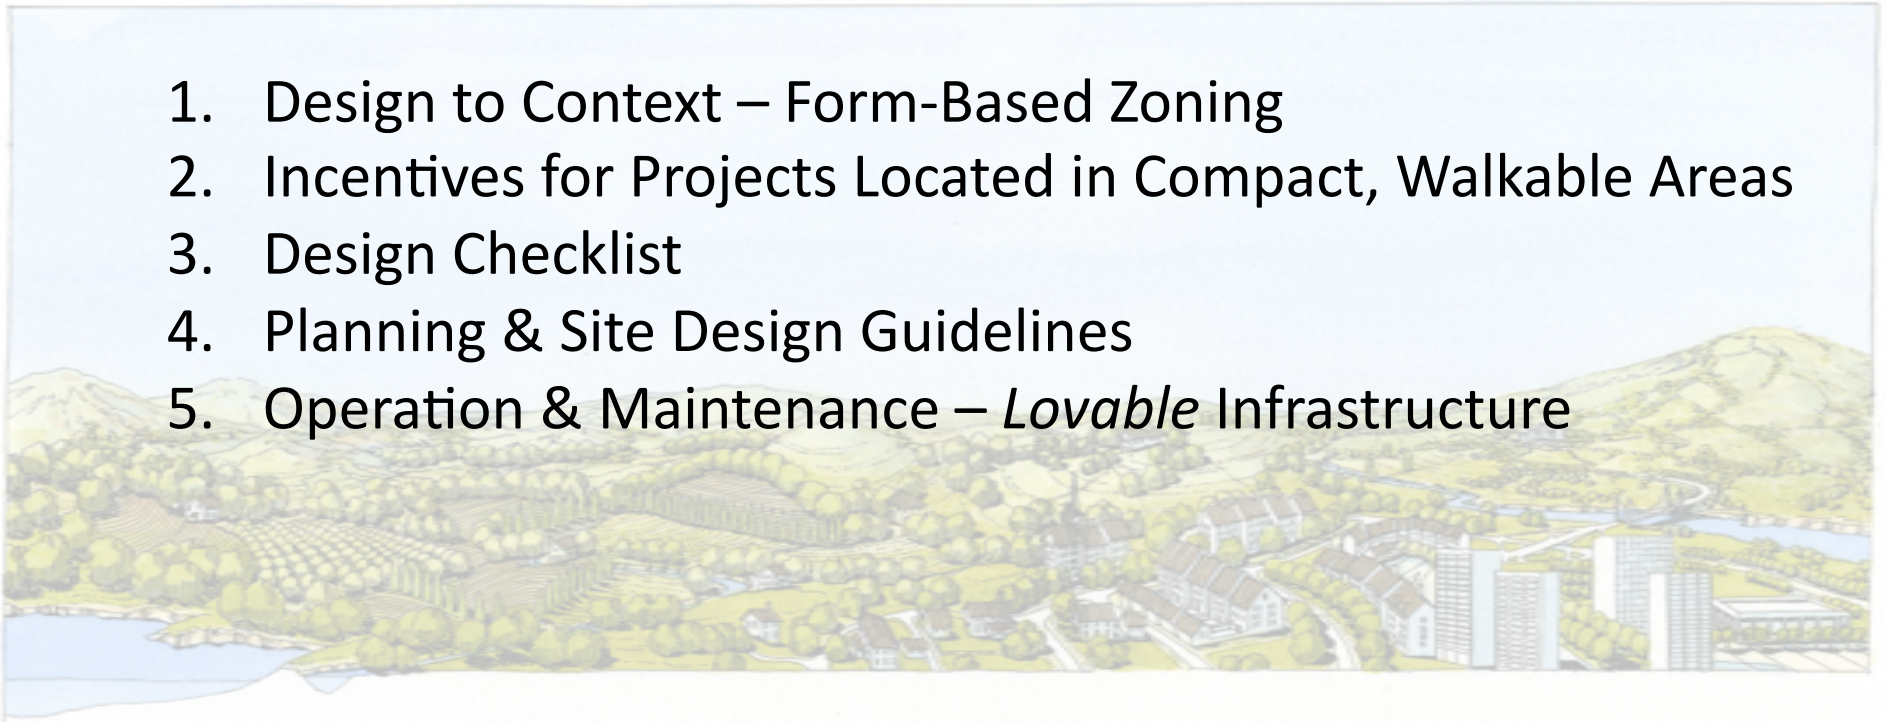 1. Design to Context – Form-Based Zoning
2. Incentives for Projects Located in Compact, Walkable Areas
3. Design Checklist
4. Planning & Site Design Guidelines
5. Operation & Maintenance – Lovable Infrastructure